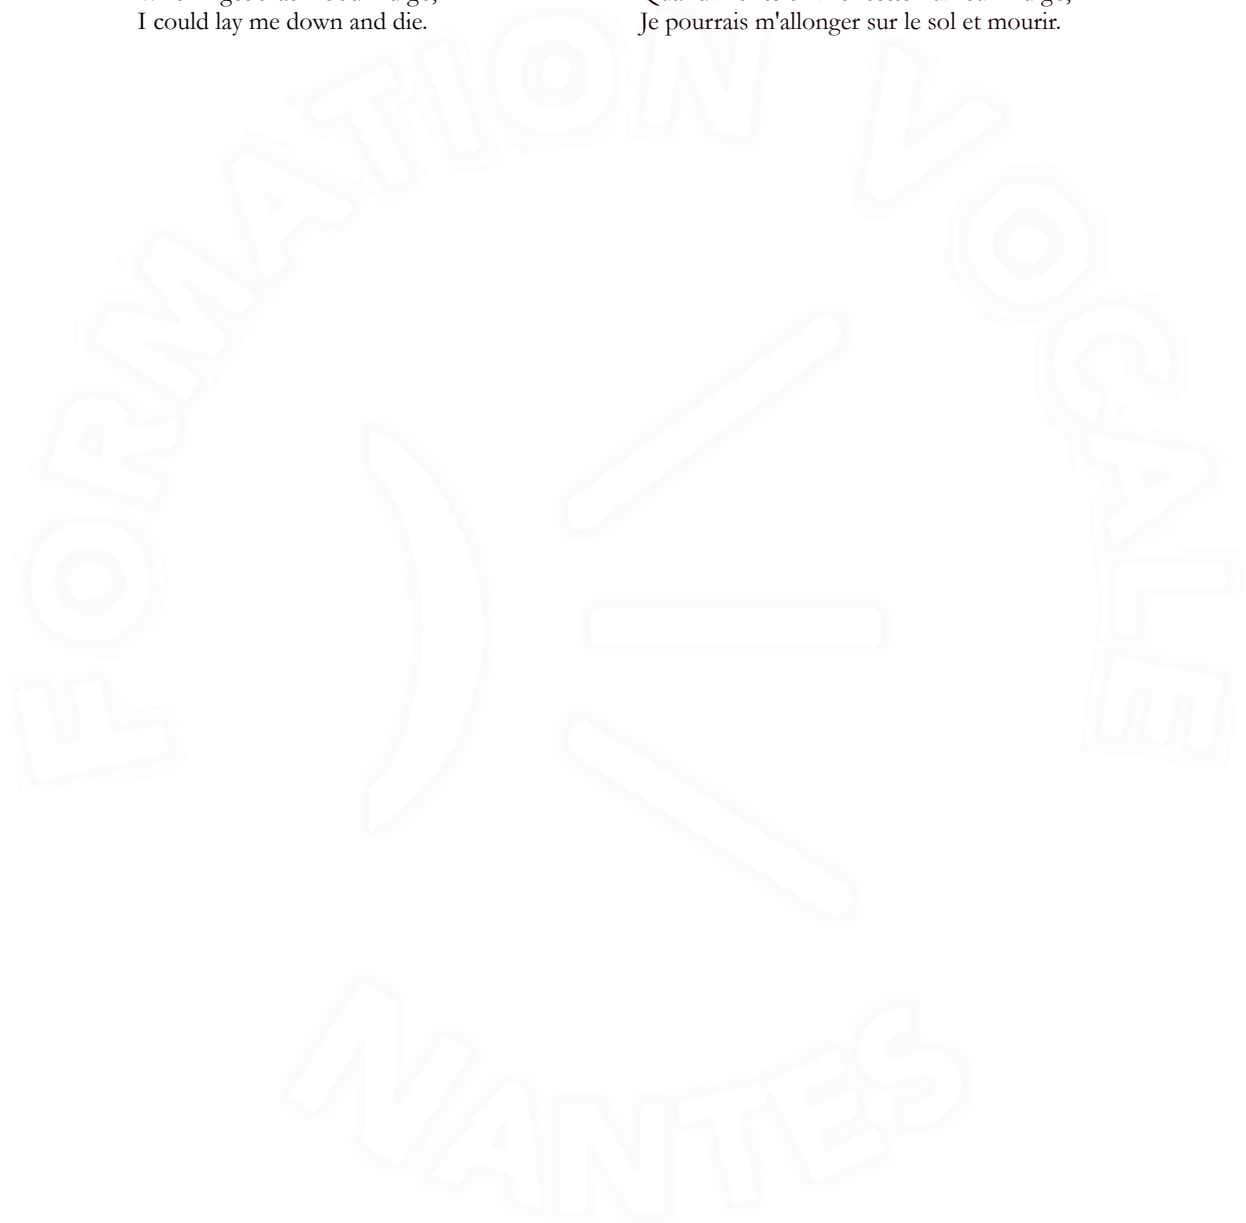 I could lay me down and die.
Je pourrais m'allonger sur le sol et mourir.
FORMATION VOCALE
NANTES